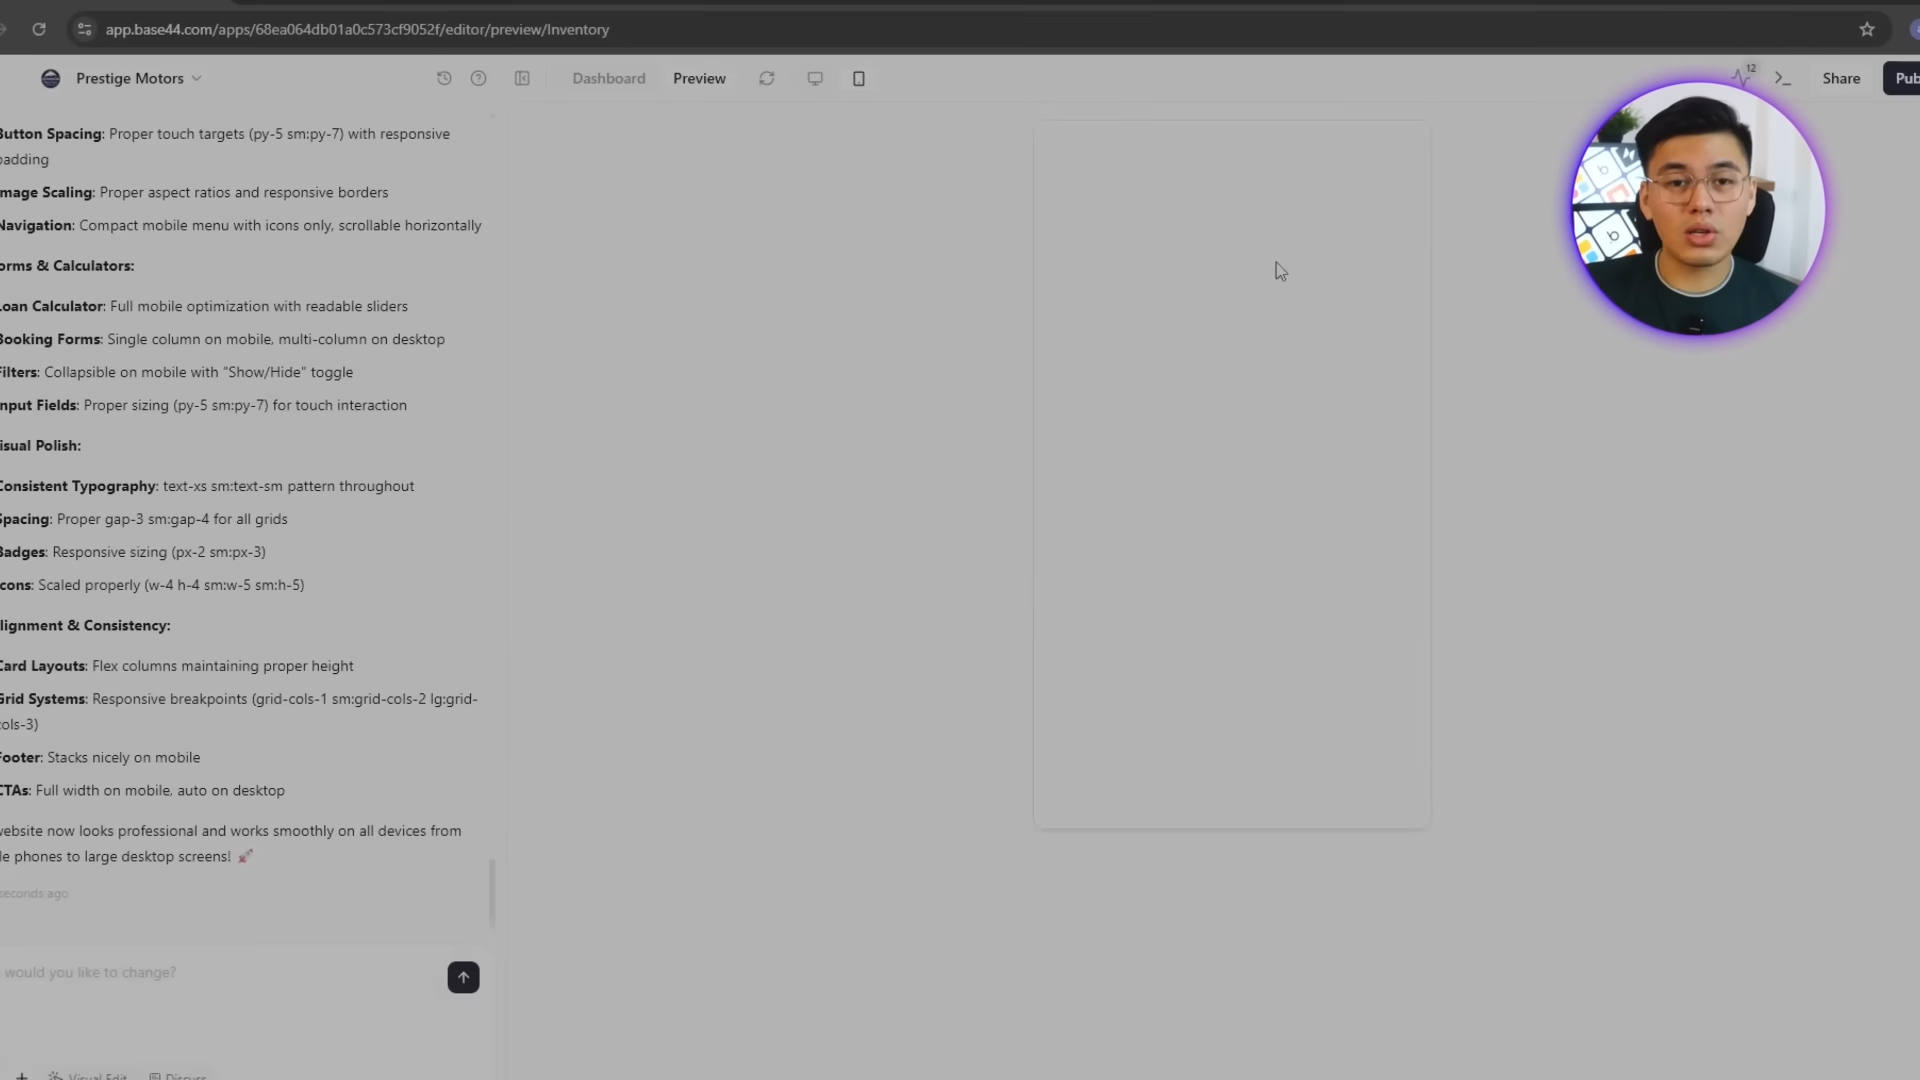 app.base44.com/apps/68ea064db01a0c573cf9052f/editor/preview/Inventory
Prestige Motors
Dashboard
Preview
12
Share
Pub
Button Spacing: Proper touch targets (py-5 sm:py-7) with responsive
padding
mage Scaling: Proper aspect ratios and responsive borders
Navigation: Compact mobile menu with icons only, scrollable horizontally
orms & Calculators:
Loan Calculator: Full mobile optimization with readable sliders
Booking Forms: Single column on mobile, multi-column on desktop
Filters: Collapsible on mobile with "Show/Hide" toggle
nput Fields: Proper sizing (py-5 sm:py-7) for touch interaction
isual Polish:
Consistent Typography: text-xs sm:text-sm pattern throughout
Spacing: Proper gap-3 sm:gap-4 for all grids
Badges: Responsive sizing (px-2 sm:px-3)
cons: Scaled properly (w-4 h-4 sm:w-5 sm:h-5)
lignment & Consistency:
Card Layouts: Flex columns maintaining proper height
Grid Systems: Responsive breakpoints (grid-cols-1 sm:grid-cols-2 lg:grid-
cols-3)
Footer: Stacks nicely on mobile
CTAs: Full width on mobile, auto on desktop
website now looks professional and works smoothly on all devices from
le phones to large desktop screens! 🚀
seconds ago
would you like to change?
Visual Edit
Discuss